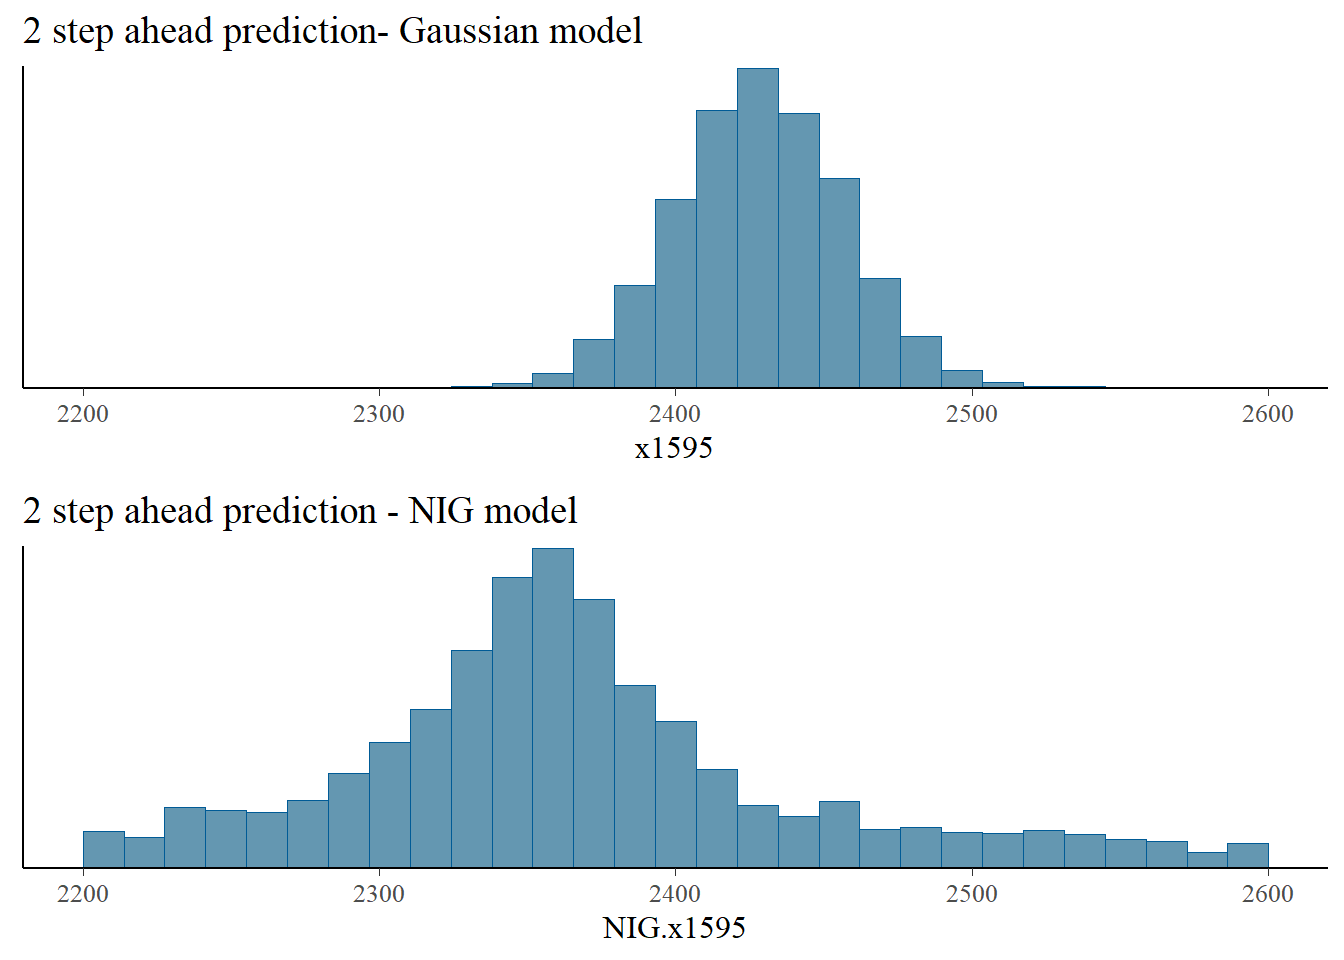 2 step ahead prediction- Gaussian model
2200 2300 2400 2500 2600
x1595
2 step ahead prediction - NIG model
2200 2300 2400 2500 2600
NIG.x1595